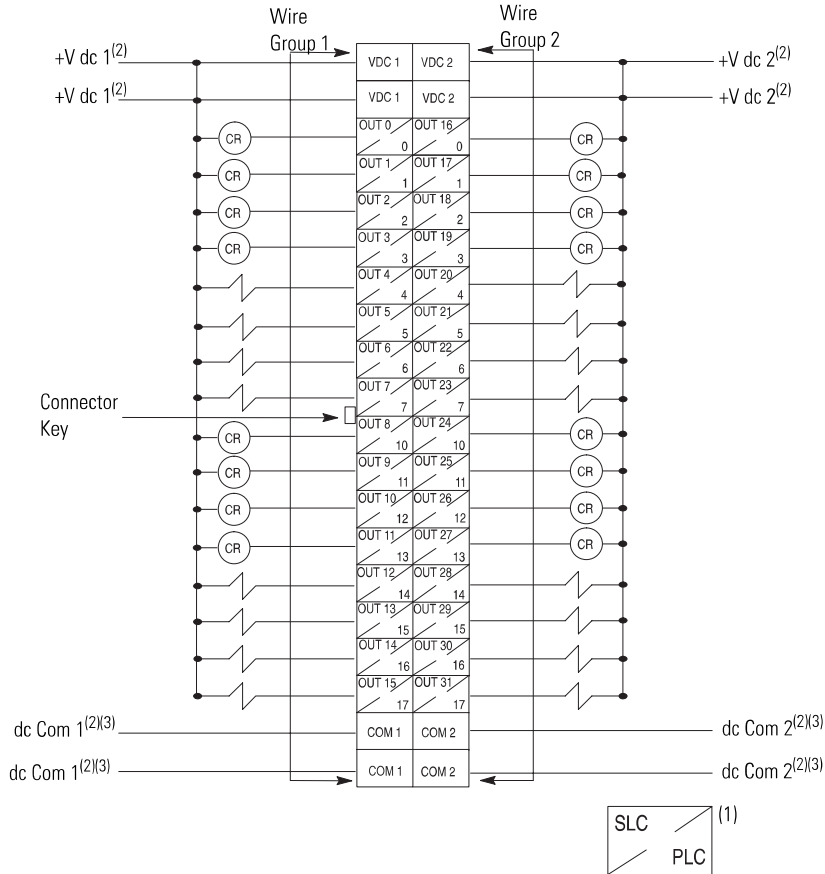 Wire
Group 1
Wire
Group 2
+V dc 1(2) VDC 1 VDC 2 +V dc 2(2)
+V dc 1(2) VDC 1 VDC 2 +V dc 2(2)
CR OUT 0 0 OUT 16 0 CR
CR OUT 1 1 OUT 17 1 CR
CR OUT 2 2 OUT 18 2 CR
CR OUT 3 3 OUT 19 3 CR
OUT 4 4 OUT 20 4
OUT 5 5 OUT 21 5
OUT 6 6 OUT 22 6
OUT 7 7 OUT 23 7
Connector
Key
CR OUT 8 10 OUT 24 10 CR
CR OUT 9 11 OUT 25 11 CR
CR OUT 10 12 OUT 26 12 CR
CR OUT 11 13 OUT 27 13 CR
OUT 12 14 OUT 28 14
OUT 13 15 OUT 29 15
OUT 14 16 OUT 30 16
OUT 15 17 OUT 31 17
dc Com 1(2)(3) COM 1 COM 2 dc Com 2(2)(3)
dc Com 1(2)(3) COM 1 COM 2 dc Com 2(2)(3)
SLC (1)
PLC